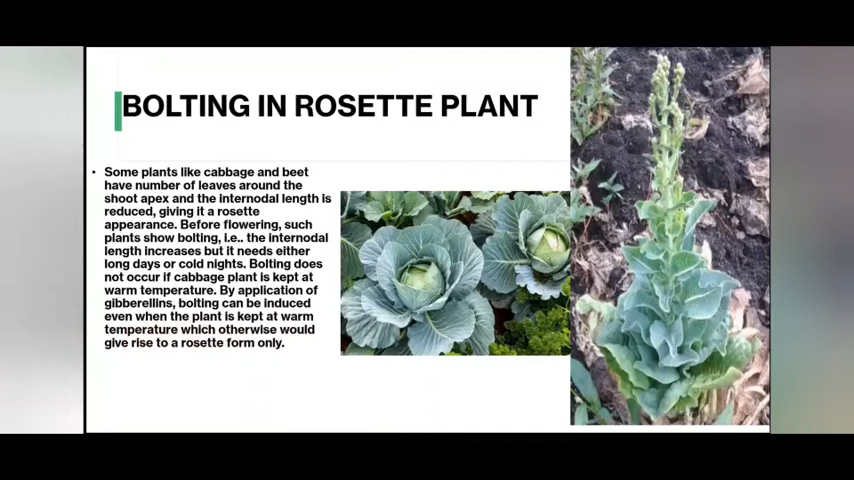 BOLTING IN ROSETTE PLANT
• Some plants like cabbage and beet
have number of leaves around the
shoot apex and the internodal length is
reduced, giving it a rosette
appearance. Before flowering, such
plants show bolting, i.e.. the internodal
length increases but it needs either
long days or cold nights. Bolting does
not occur if cabbage plant is kept at
warm temperature. By application of
gibberellins, bolting can be induced
even when the plant is kept at warm
temperature which otherwise would
give rise to a rosette form only.